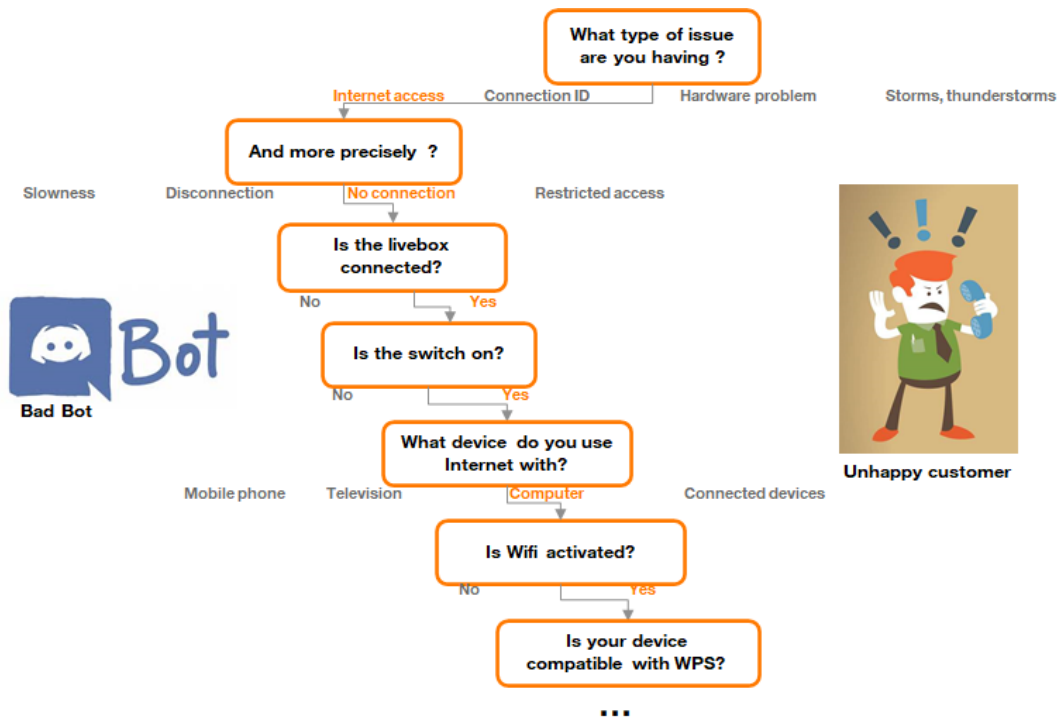 What type of issue
are you having ?
Internet access Connection ID Hardware problem Storms, thunderstorms
And more precisely ?
Slowness Disconnection No connection Restricted access
Is the livebox
connected?
No Yes
Bot
Is the switch on?
No Yes
Bad Bot
What device do you use
Internet with?
Unhappy customer
Mobile phone Television Computer Connected devices
Is Wifi activated?
No Yes
Is your device
compatible with WPS?
...